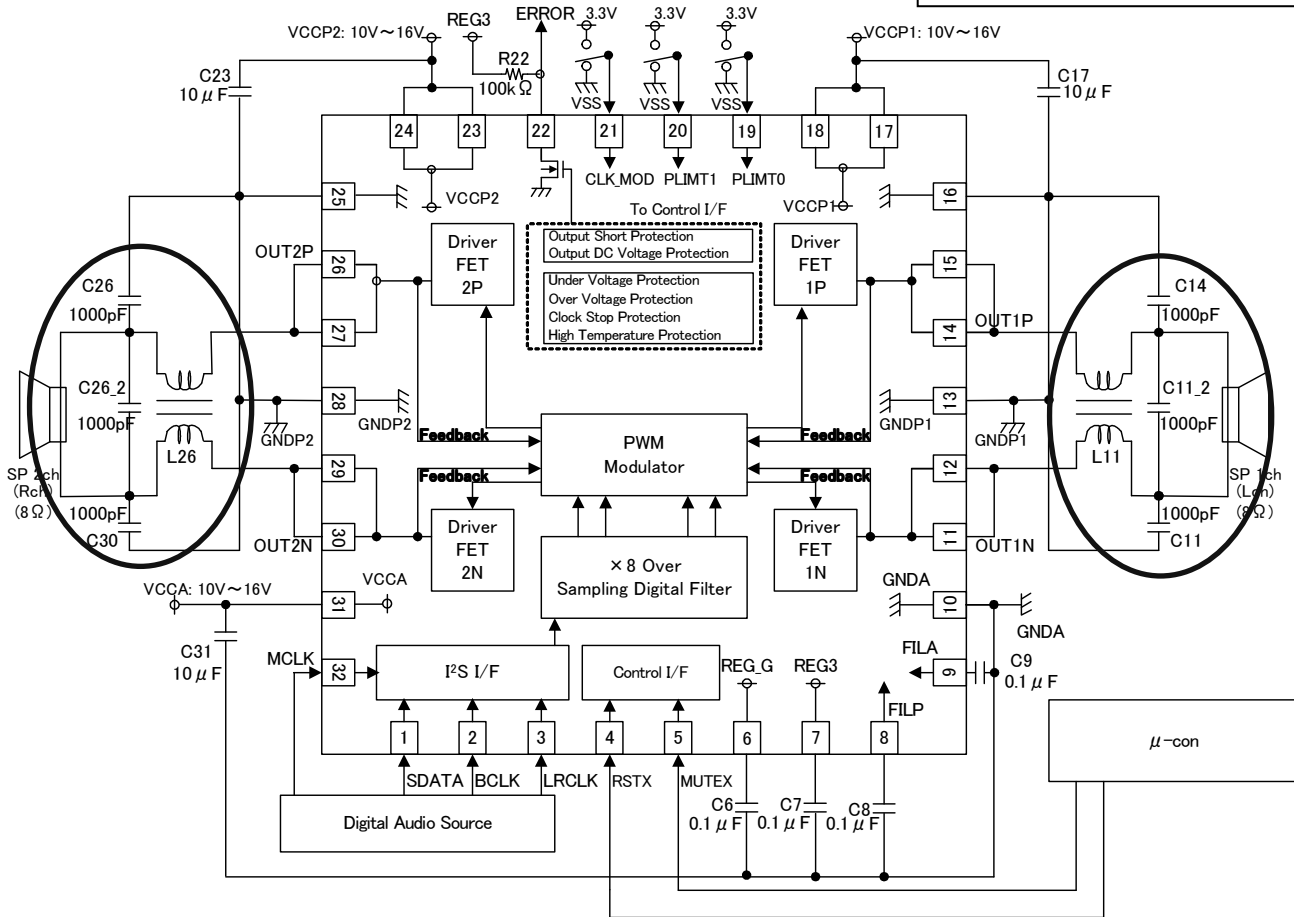 ERROR
3.3V 3.3V 3.3V
VCCP2: 10V～16V
REG3
VCCP1: 10V～16V
C23
10μF
R22
100kΩ
VSS VSS VSS
C17
10μF
24 23 22 21 20 19 18 17
CLK_MOD PLIMT1 PLIMT0
VCCP2
VCCP1
To Control I/F
25
16
Output Short Protection
Output DC Voltage Protection
Under Voltage Protection
Over Voltage Protection
Clock Stop Protection
High Temperature Protection
OUT2P
26
27
Driver
FET
2P
Driver
FET
1P
15
14
OUT1P
C26
1000pF
C14
1000pF
C26_2
1000pF
L26
C11_2
1000pF
L11
28
GNDP2
GNDP1
13
GNDP2
GNDP1
Feedback
Feedback
PWM
Modulator
Feedback
Feedback
29
30
OUT2N
12
11
OUT1N
SP 2ch
(Rch)
(8Ω)
SP 1ch
(Lch)
(8Ω)
1000pF
C30
1000pF
C11
Driver
FET
2N
Driver
FET
1N
×8 Over
Sampling Digital Filter
VCCA: 10V～16V
31
VCCA
GNDA
10
GNDA
C31
10μF
MCLK
32
I²S I/F
Control I/F
REG_G
REG3
FILA
9
C9
0.1μF
FILP
1 2 3 4 5 6 7 8
μ-con
SDATA BCLK LRCLK RSTX MUTEX
Digital Audio Source
C6
0.1μF
C7
0.1μF
C8
0.1μF